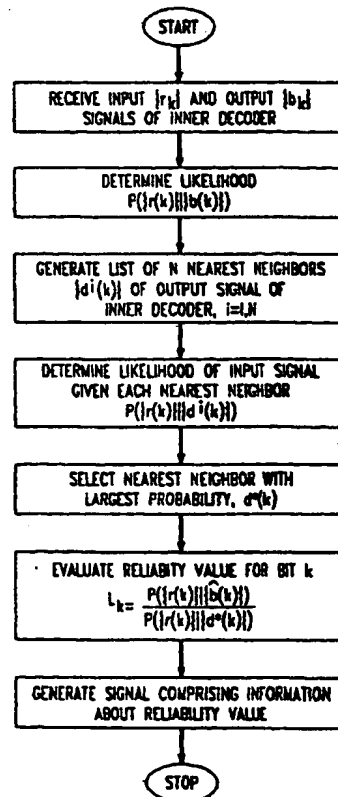 START
RECEIVE INPUT {r_k} AND OUTPUT {b_k}
SIGNALS OF INNER DECODER
DETERMINE LIKELIHOOD
P({r(k)}|{b(k)})
GENERATE LIST OF N NEAREST NEIGHBORS
{d^i(k)} OF OUTPUT SIGNAL OF
INNER DECODER, i=1,N
DETERMINE LIKELIHOOD OF INPUT SIGNAL
GIVEN EACH NEAREST NEIGHBOR
P({r(k)}|{d^i(k)})
SELECT NEAREST NEIGHBOR WITH
LARGEST PROBABILITY, d*(k)
EVALUATE RELIABITY VALUE FOR BIT k
L_k = P({r(k)}|{b̂(k)})
P({r(k)}|{d*(k)})
GENERATE SIGNAL COMPRISING INFORMATION
ABOUT RELIABILITY VALUE
STOP